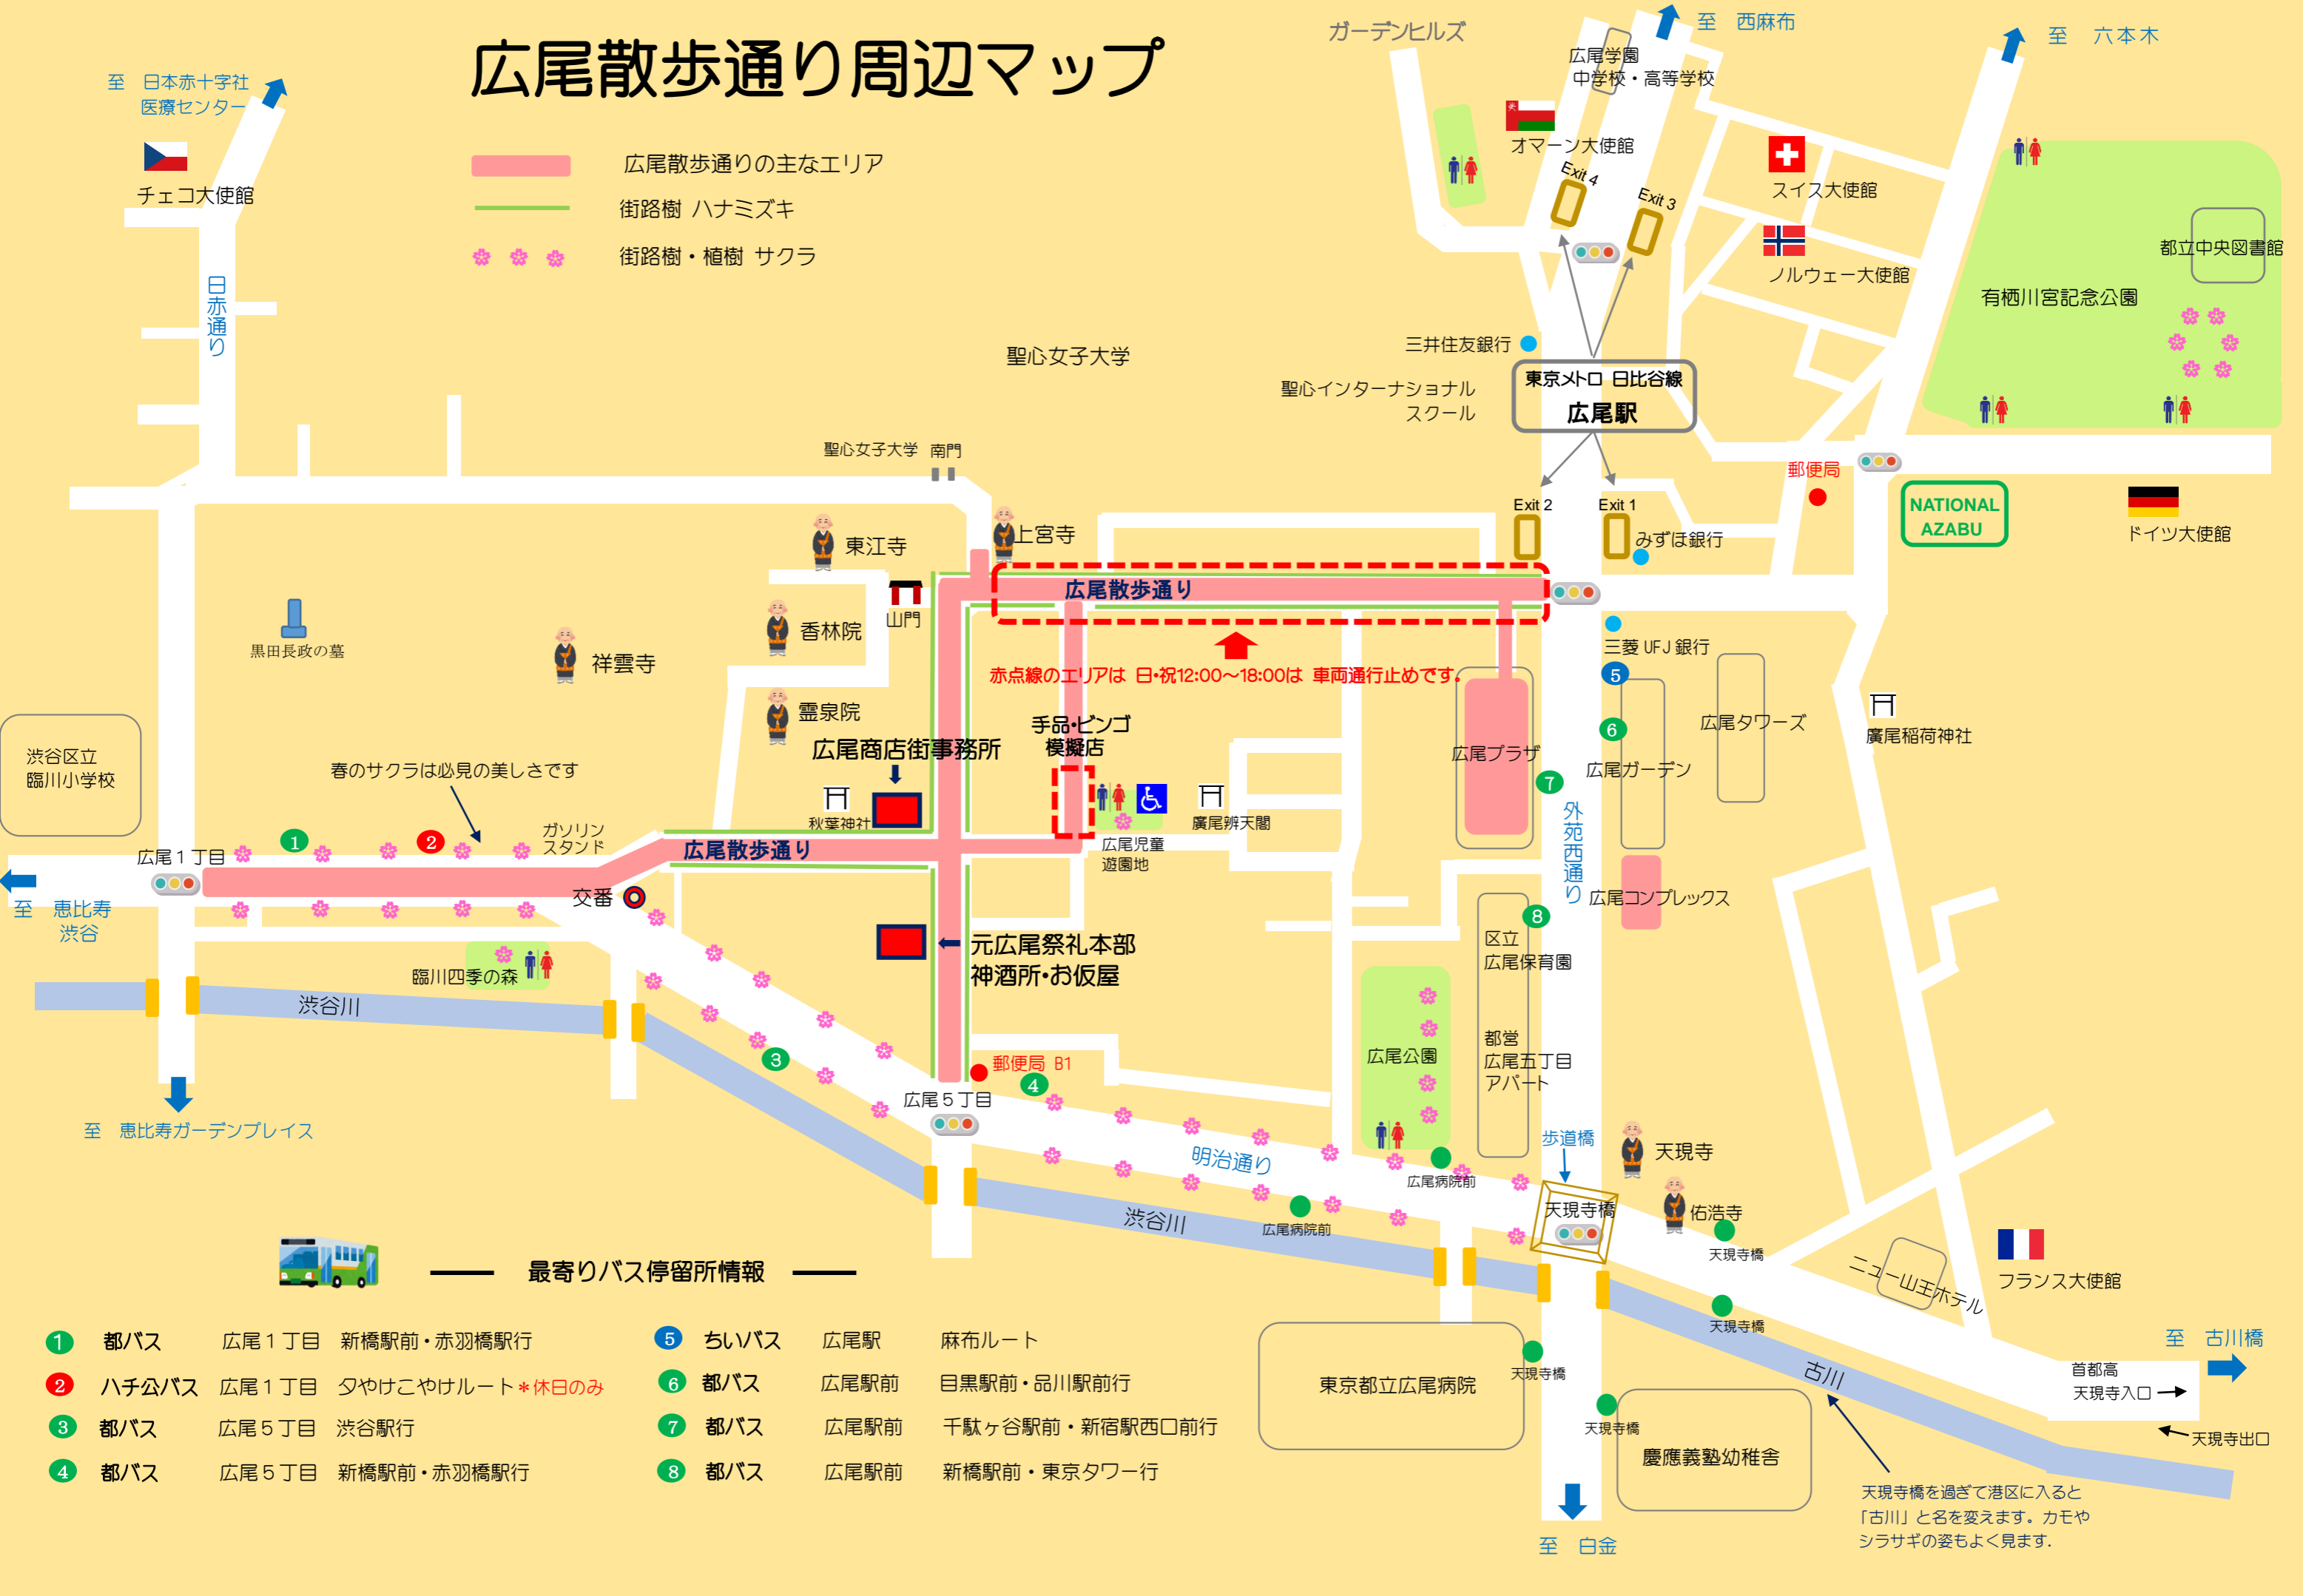 広尾散歩通り周辺マップ
広尾散歩通りの主なエリア
街路樹 ハナミズキ
街路樹・植樹 サクラ
至 日本赤十字社
医療センター
チェコ大使館
日赤通り
ガーデンヒルズ
広尾学園
中学校・高等学校
至 西麻布
至 六本木
オマーン大使館
Exit 4
Exit 3
スイス大使館
ノルウェー大使館
都立中央図書館
有栖川宮記念公園
聖心女子大学
三井住友銀行
聖心インターナショナル
スクール
東京メトロ 日比谷線
広尾駅
聖心女子大学 南門
郵便局
NATIONAL
AZABU
ドイツ大使館
Exit 2
Exit 1
みずほ銀行
上宮寺
東江寺
広尾散歩通り
山門
香林院
祥雲寺
黒田長政の墓
霊泉院
赤点線のエリアは 日・祝12:00～18:00は 車両通行止めです。
三菱 UFJ 銀行
5
6
広尾タワーズ
廣尾稲荷神社
手品・ビンゴ
模擬店
広尾商店街事務所
広尾プラザ
広尾ガーデン
7
渋谷区立
臨川小学校
春のサクラは必見の美しさです
秋葉神社
廣尾辨天閣
外苑西通り
1
2
ガソリン
スタンド
広尾散歩通り
広尾児童
遊園地
広尾１丁目
交番
広尾コンプレックス
至 恵比寿
渋谷
8
区立
広尾保育園
元広尾祭礼本部
神酒所・お仮屋
臨川四季の森
渋谷川
都営
広尾五丁目
アパート
広尾公園
3
郵便局 B1
4
広尾５丁目
至 恵比寿ガーデンプレイス
明治通り
歩道橋
天現寺
広尾病院前
天現寺橋
佑浩寺
渋谷川
広尾病院前
天現寺橋
ニュー山王ホテル
フランス大使館
天現寺橋
至 古川橋
首都高
天現寺入口
天現寺出口
古川
東京都立広尾病院
天現寺橋
天現寺橋
慶應義塾幼稚舎
天現寺橋を過ぎて港区に入ると
「古川」と名を変えます。カモや
シラサギの姿もよく見ます.
至 白金
最寄りバス停留所情報
1 都バス 広尾１丁目 新橋駅前・赤羽橋駅行
2 ハチ公バス 広尾１丁目 夕やけこやけルート＊休日のみ
3 都バス 広尾５丁目 渋谷駅行
4 都バス 広尾５丁目 新橋駅前・赤羽橋駅行
5 ちいバス 広尾駅 麻布ルート
6 都バス 広尾駅前 目黒駅前・品川駅前行
7 都バス 広尾駅前 千駄ヶ谷駅前・新宿駅西口前行
8 都バス 広尾駅前 新橋駅前・東京タワー行